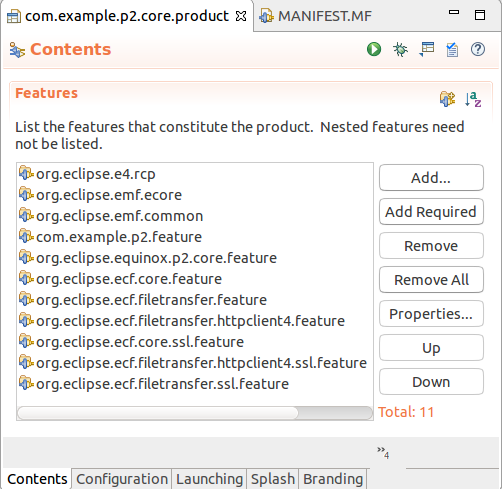 com.example.p2.core.product
MANIFEST.MF
Contents
Features
List the features that constitute the product.  Nested features need
not be listed.
org.eclipse.e4.rcp
org.eclipse.emf.ecore
org.eclipse.emf.common
com.example.p2.feature
org.eclipse.equinox.p2.core.feature
org.eclipse.ecf.core.feature
org.eclipse.ecf.filetransfer.feature
org.eclipse.ecf.filetransfer.httpclient4.feature
org.eclipse.ecf.core.ssl.feature
org.eclipse.ecf.filetransfer.httpclient4.ssl.feature
org.eclipse.ecf.filetransfer.ssl.feature
Add...
Add Required
Remove
Remove All
Properties...
Up
Down
Total: 11
»4
Contents
Configuration
Launching
Splash
Branding